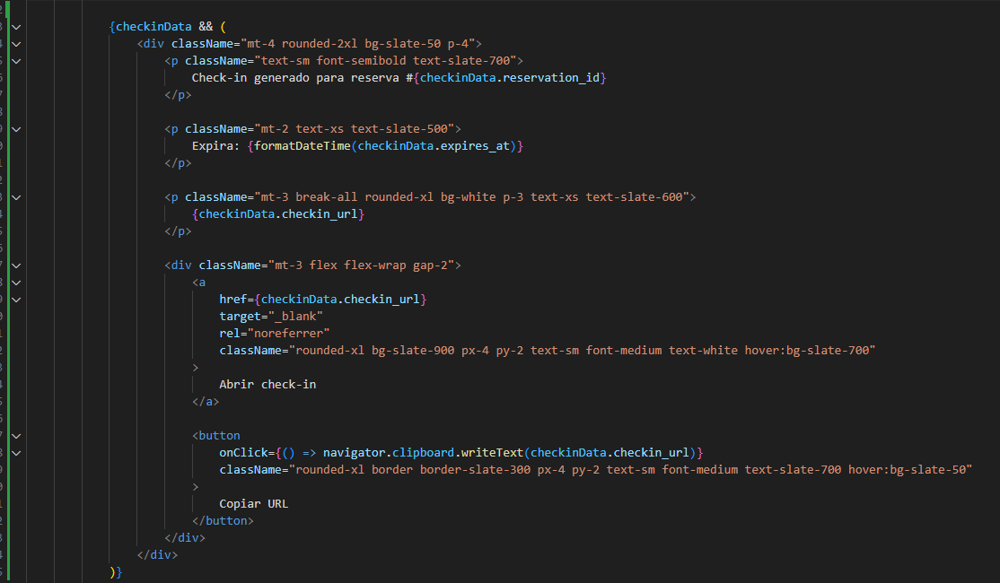 {checkinData && (
<div className="mt-4 rounded-2xl bg-slate-50 p-4">
<p className="text-sm font-semibold text-slate-700">
Check-in generado para reserva #{checkinData.reservation_id}
</p>
<p className="mt-2 text-xs text-slate-500">
Expira: {formatDateTime(checkinData.expires_at)}
</p>
<p className="mt-3 break-all rounded-xl bg-white p-3 text-xs text-slate-600">
{checkinData.checkin_url}
</p>
<div className="mt-3 flex flex-wrap gap-2">
<a
href={checkinData.checkin_url}
target="_blank"
rel="noreferrer"
className="rounded-xl bg-slate-900 px-4 py-2 text-sm font-medium text-white hover:bg-slate-700"
>
Abrir check-in
</a>
<button
onClick={() => navigator.clipboard.writeText(checkinData.checkin_url)}
className="rounded-xl border border-slate-300 px-4 py-2 text-sm font-medium text-slate-700 hover:bg-slate-50"
>
Copiar URL
</button>
</div>
</div>
)}